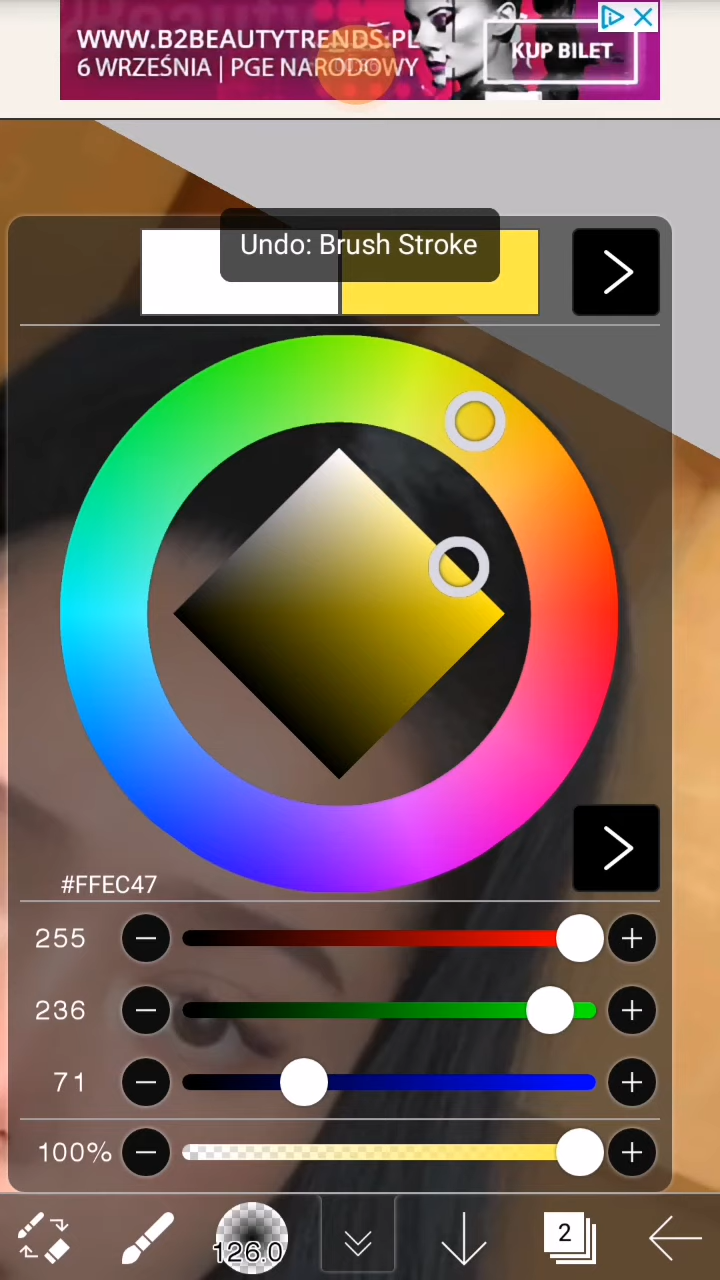 WWW.B2BEAUTYTRENDS.PL
6 WRZEŚNIA | PGE NARODOWY
KUP BILET
Undo: Brush Stroke
#FFEC47
255
236
71
100%
126.0
2